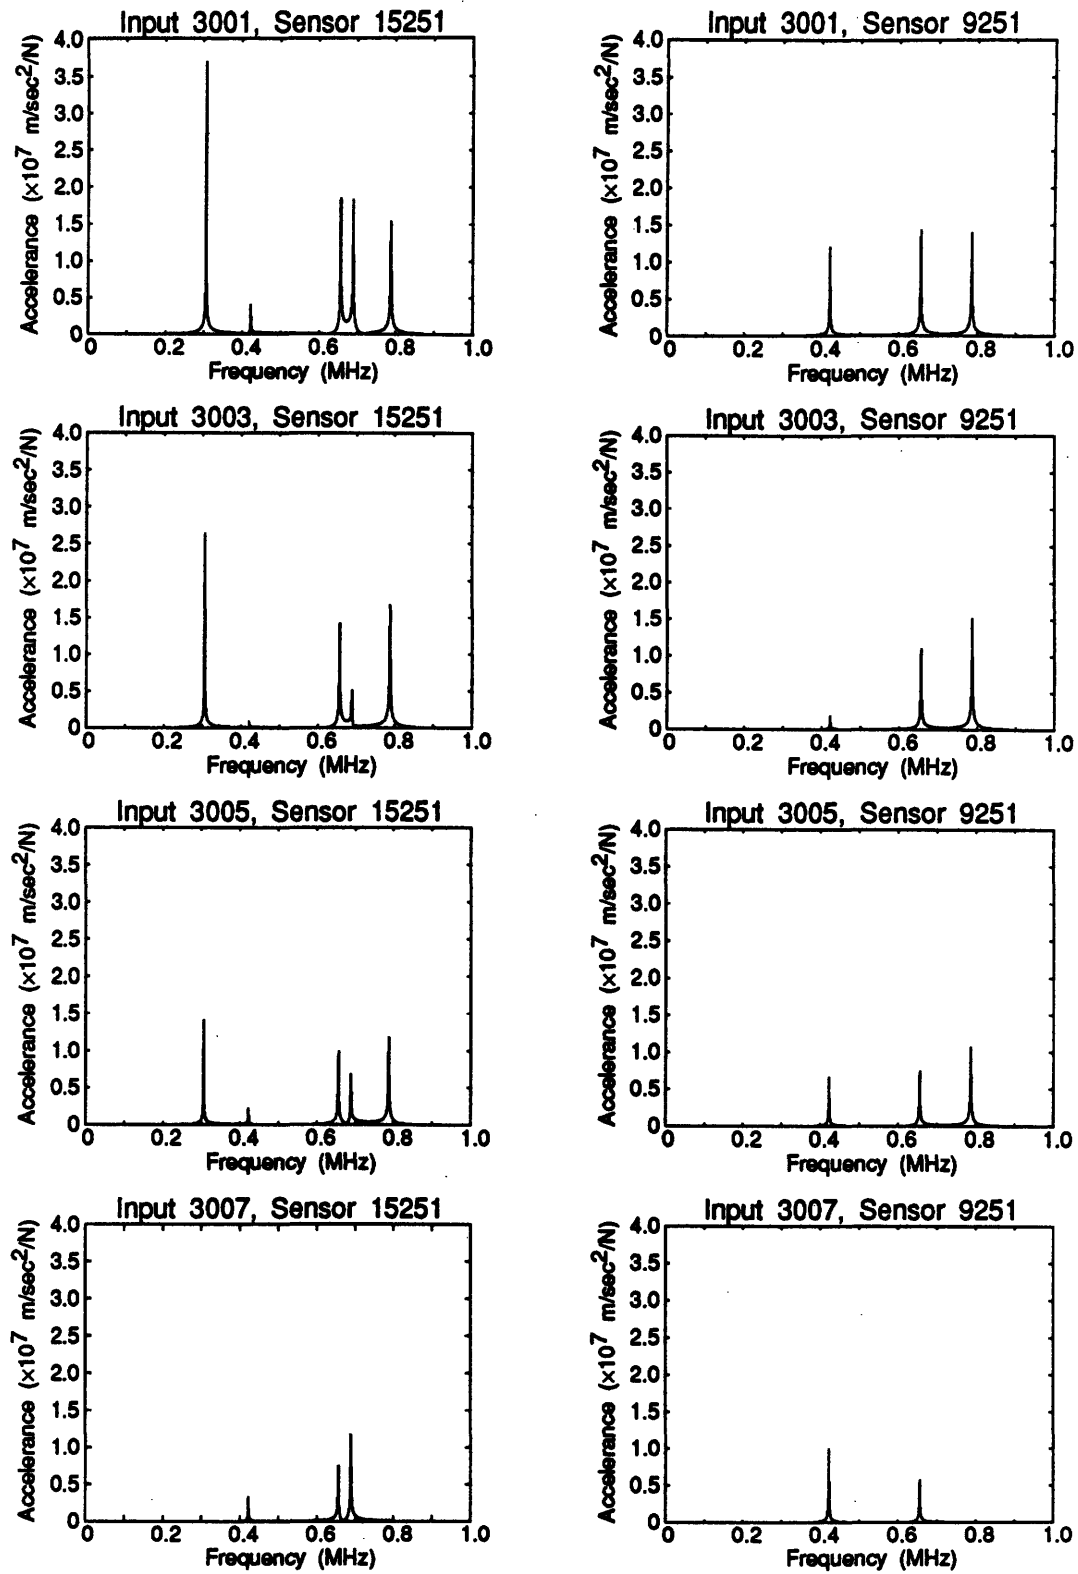 Input 3001, Sensor 15251
Accelerance (×10⁷ m/sec²/N)
4.0
3.5
3.0
2.5
2.0
1.5
1.0
0.5
0
0 0.2 0.4 0.6 0.8 1.0
Frequency (MHz)
Input 3001, Sensor 9251
Accelerance (×10⁷ m/sec²/N)
4.0
3.5
3.0
2.5
2.0
1.5
1.0
0.5
0
0 0.2 0.4 0.6 0.8 1.0
Frequency (MHz)
Input 3003, Sensor 15251
Accelerance (×10⁷ m/sec²/N)
4.0
3.5
3.0
2.5
2.0
1.5
1.0
0.5
0
0 0.2 0.4 0.6 0.8 1.0
Frequency (MHz)
Input 3003, Sensor 9251
Accelerance (×10⁷ m/sec²/N)
4.0
3.5
3.0
2.5
2.0
1.5
1.0
0.5
0
0 0.2 0.4 0.6 0.8 1.0
Frequency (MHz)
Input 3005, Sensor 15251
Accelerance (×10⁷ m/sec²/N)
4.0
3.5
3.0
2.5
2.0
1.5
1.0
0.5
0
0 0.2 0.4 0.6 0.8 1.0
Frequency (MHz)
Input 3005, Sensor 9251
Accelerance (×10⁷ m/sec²/N)
4.0
3.5
3.0
2.5
2.0
1.5
1.0
0.5
0
0 0.2 0.4 0.6 0.8 1.0
Frequency (MHz)
Input 3007, Sensor 15251
Accelerance (×10⁷ m/sec²/N)
4.0
3.5
3.0
2.5
2.0
1.5
1.0
0.5
0
0 0.2 0.4 0.6 0.8 1.0
Frequency (MHz)
Input 3007, Sensor 9251
Accelerance (×10⁷ m/sec²/N)
4.0
3.5
3.0
2.5
2.0
1.5
1.0
0.5
0
0 0.2 0.4 0.6 0.8 1.0
Frequency (MHz)